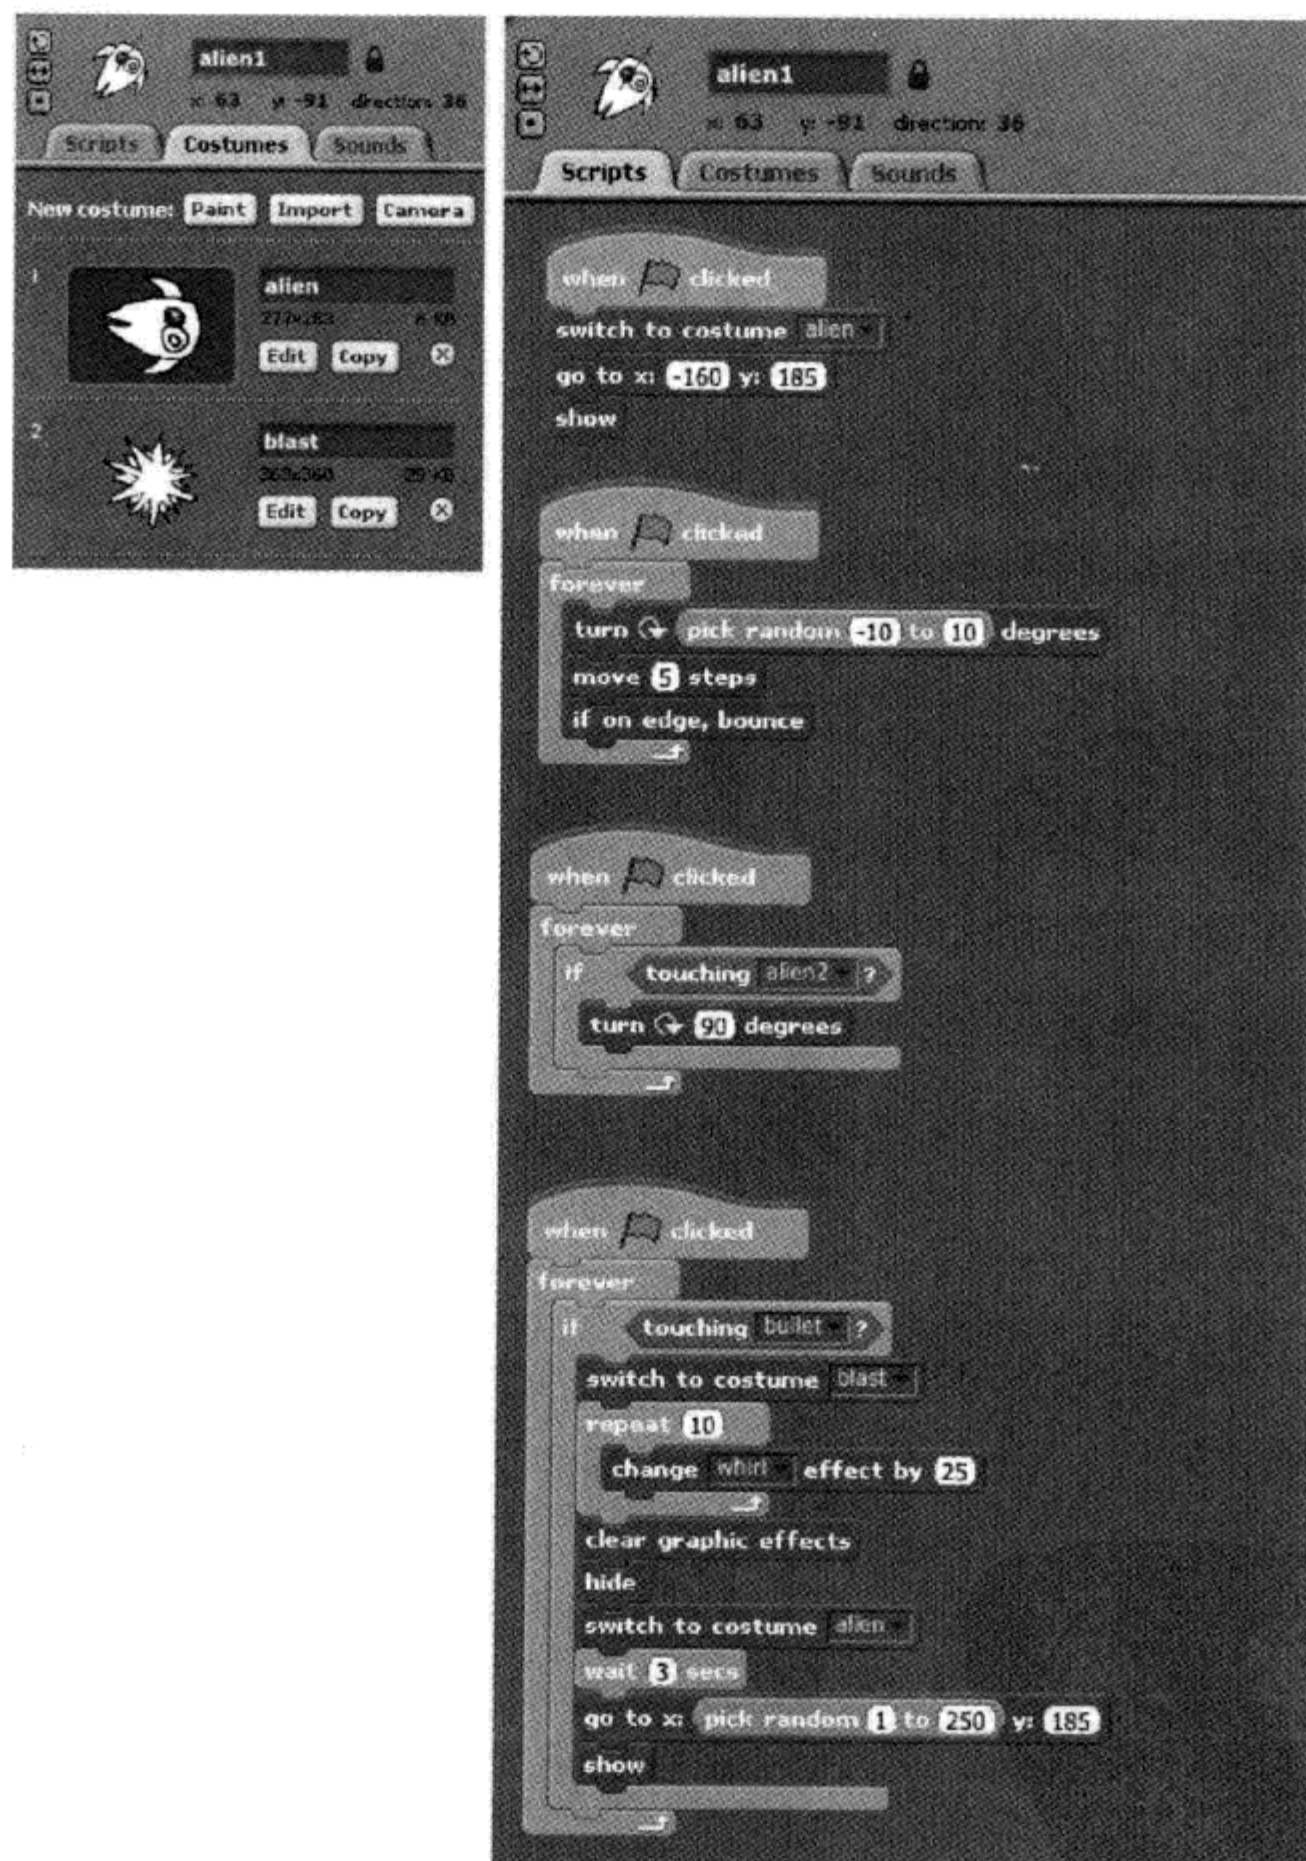 alien1
x: 63 y: -91 direction: 36
Scripts Costumes Sounds
New costume: Paint Import Camera
1
alien
277x183 6 KB
Edit Copy
2
blast
29 KB
Edit Copy
alien1
x: 63 y: -91 direction: 36
Scripts Costumes Sounds
when clicked
switch to costume alien
go to x: -160 y: 185
show
when clicked
forever
turn pick random -10 to 10 degrees
move 5 steps
if on edge, bounce
when clicked
forever
if touching alien2 ?
turn 90 degrees
when clicked
forever
if touching bullet ?
switch to costume blast
repeat 10
change whirl effect by 25
clear graphic effects
hide
switch to costume alien
wait 3 secs
go to x: pick random 1 to 250 y: 185
show